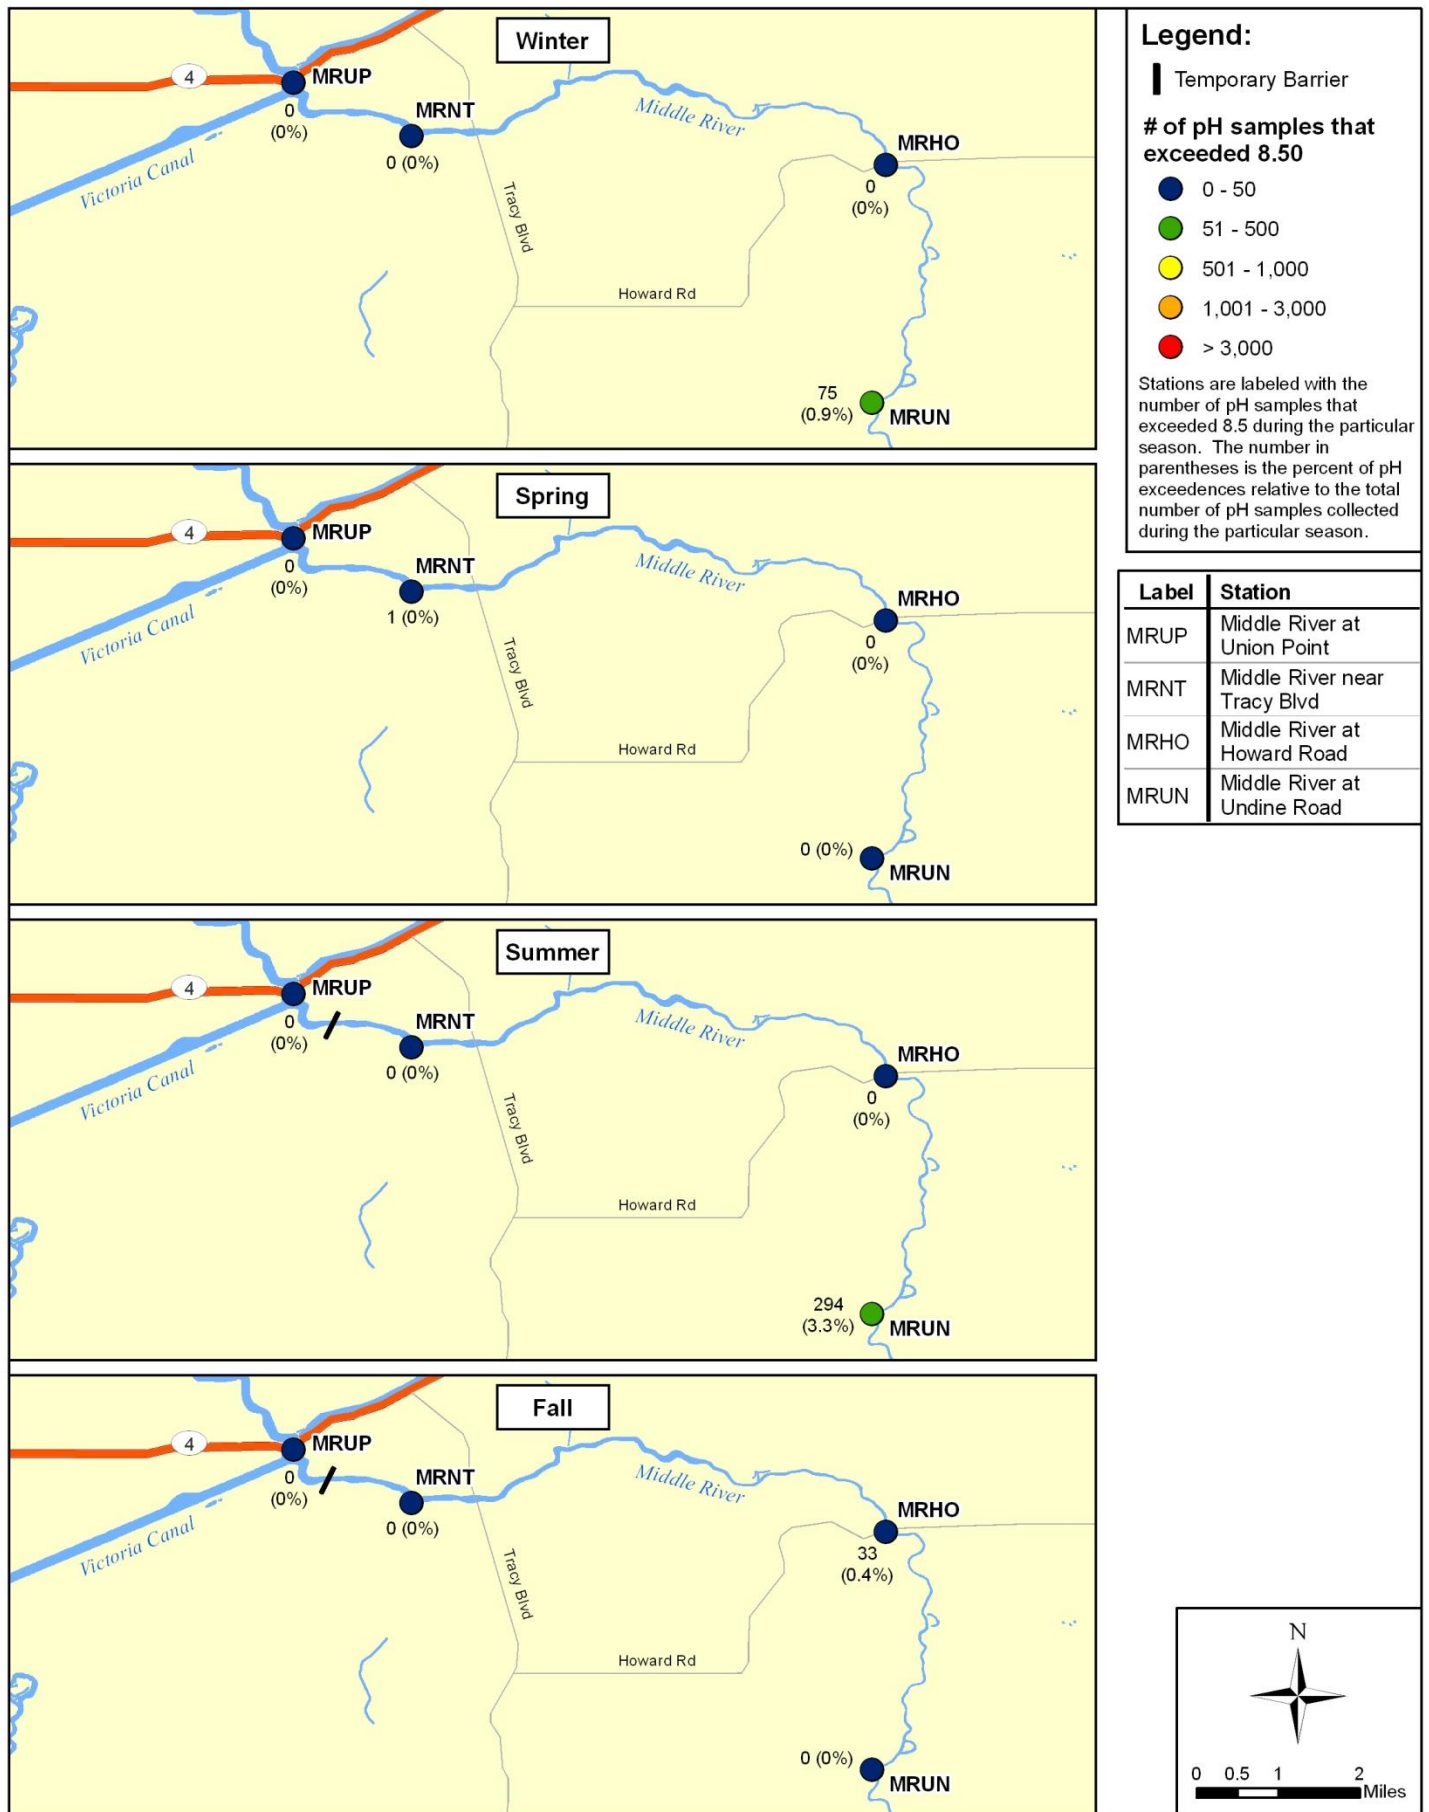 Winter
4
MRUP
0
(0%)
MRNT
0 (0%)
Middle River
MRHO
0
(0%)
Victoria Canal
Tracy Blvd
Howard Rd
75
(0.9%)
MRUN
Spring
4
MRUP
0
(0%)
MRNT
1 (0%)
Middle River
MRHO
0
(0%)
Victoria Canal
Tracy Blvd
Howard Rd
0 (0%)
MRUN
Summer
4
MRUP
0
(0%)
MRNT
0 (0%)
Middle River
MRHO
0
(0%)
Victoria Canal
Tracy Blvd
Howard Rd
294
(3.3%)
MRUN
Fall
4
MRUP
0
(0%)
MRNT
0 (0%)
Middle River
MRHO
33
(0.4%)
Victoria Canal
Tracy Blvd
Howard Rd
0 (0%)
MRUN
Legend:
Temporary Barrier
# of pH samples that
exceeded 8.50
0 - 50
51 - 500
501 - 1,000
1,001 - 3,000
> 3,000
Stations are labeled with the
number of pH samples that
exceeded 8.5 during the particular
season. The number in
parentheses is the percent of pH
exceedences relative to the total
number of pH samples collected
during the particular season.
Label Station
MRUP Middle River at
Union Point
MRNT Middle River near
Tracy Blvd
MRHO Middle River at
Howard Road
MRUN Middle River at
Undine Road
N
0 0.5 1 2
Miles